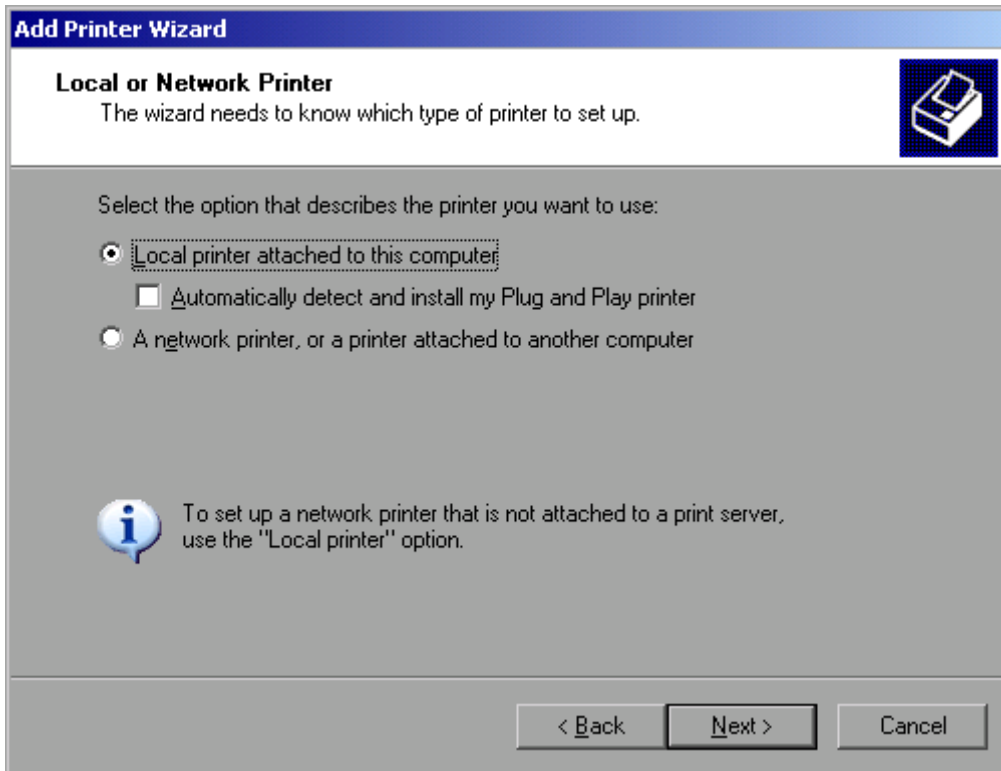 Add Printer Wizard
Local or Network Printer
The wizard needs to know which type of printer to set up.
Select the option that describes the printer you want to use:
Local printer attached to this computer
Automatically detect and install my Plug and Play printer
A network printer, or a printer attached to another computer
To set up a network printer that is not attached to a print server,
use the "Local printer" option.
< Back Next > Cancel